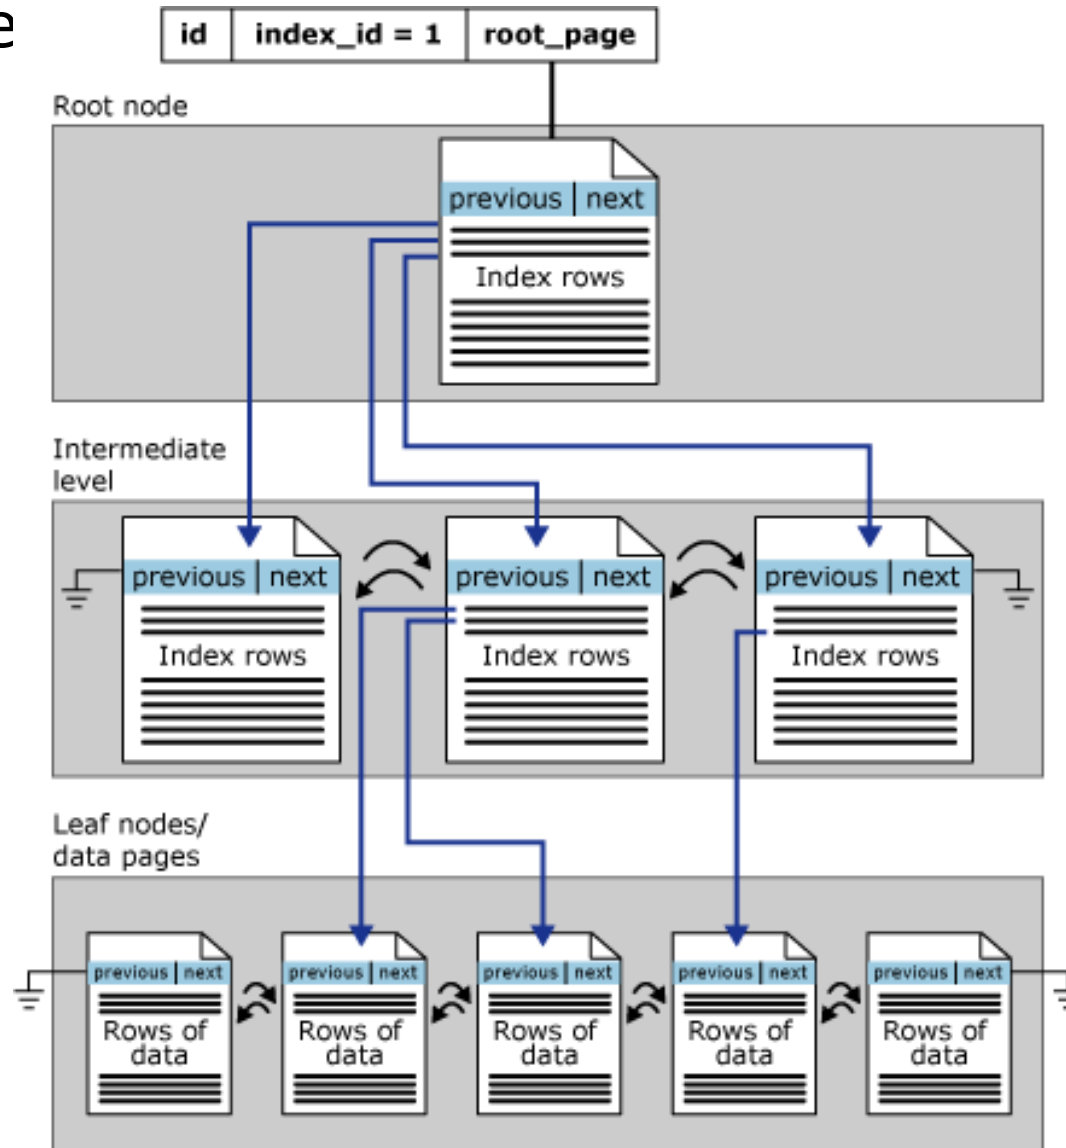 e
id index_id = 1 root_page
Root node
previous next
Index rows
Intermediate
level
previous next
Index rows
previous next
Index rows
previous next
Index rows
Leaf nodes/
data pages
previous next
Rows of
data
previous next
Rows of
data
previous next
Rows of
data
previous next
Rows of
data
previous next
Rows of
data